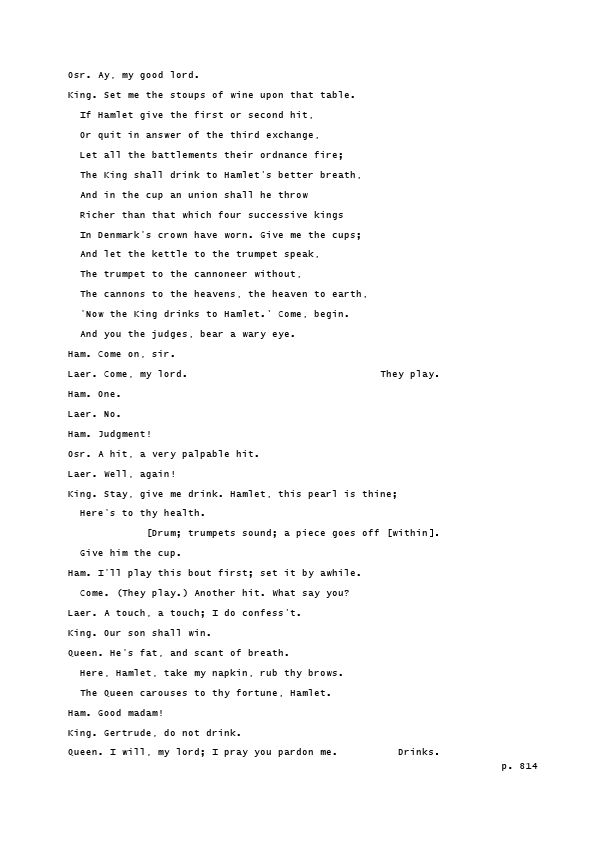 Osr. Ay, my good lord.
King. Set me the stoups of wine upon that table.
If Hamlet give the first or second hit,
Or quit in answer of the third exchange,
Let all the battlements their ordnance fire;
The King shall drink to Hamlet's better breath,
And in the cup an union shall he throw
Richer than that which four successive kings
In Denmark's crown have worn. Give me the cups;
And let the kettle to the trumpet speak,
The trumpet to the cannoneer without,
The cannons to the heavens, the heaven to earth,
'Now the King drinks to Hamlet.' Come, begin.
And you the judges, bear a wary eye.
Ham. Come on, sir.
Laer. Come, my lord. They play.
Ham. One.
Laer. No.
Ham. Judgment!
Osr. A hit, a very palpable hit.
Laer. Well, again!
King. Stay, give me drink. Hamlet, this pearl is thine;
Here's to thy health.
[Drum; trumpets sound; a piece goes off [within].
Give him the cup.
Ham. I'll play this bout first; set it by awhile.
Come. (They play.) Another hit. What say you?
Laer. A touch, a touch; I do confess't.
King. Our son shall win.
Queen. He's fat, and scant of breath.
Here, Hamlet, take my napkin, rub thy brows.
The Queen carouses to thy fortune, Hamlet.
Ham. Good madam!
King. Gertrude, do not drink.
Queen. I will, my lord; I pray you pardon me. Drinks.
p. 814